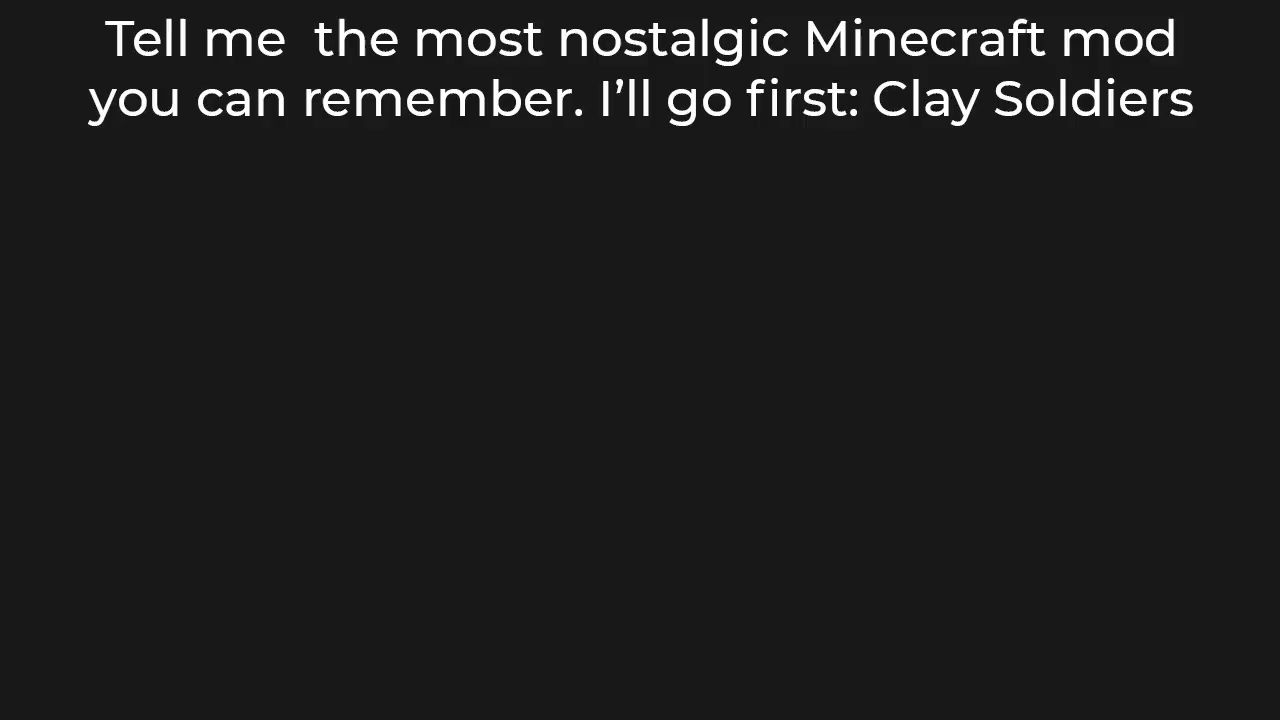 Tell me  the most nostalgic Minecraft mod
you can remember. I’ll go first: Clay Soldiers